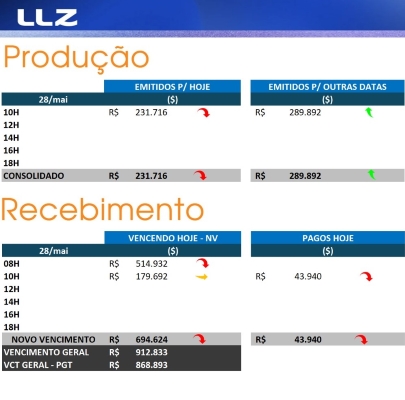 LLZ
Produção
EMITIDOS P/ HOJE EMITIDOS P/ OUTRAS DATAS
28/mai ($) ($)
10H R$ 231.716 R$ 289.892
12H
14H
16H
18H
CONSOLIDADO R$ 231.716 R$ 289.892
Recebimento
VENCENDO HOJE - NV PAGOS HOJE
28/mai ($) ($)
08H R$ 514.932
10H R$ 179.692 R$ 43.940
12H
14H
16H
18H
NOVO VENCIMENTO R$ 694.624 R$ 43.940
VENCIMENTO GERAL R$ 912.833
VCT GERAL - PGT R$ 868.893